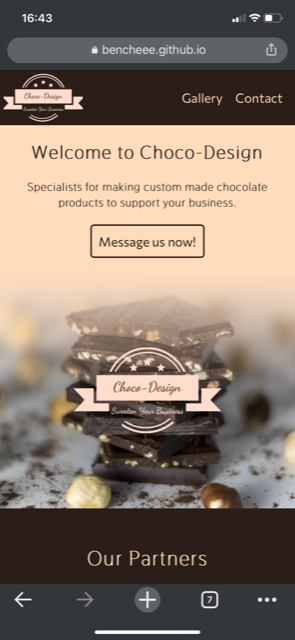 16:43
bencheee.github.io
Choco-Design
Sweeten Your Business
Gallery Contact
Welcome to Choco-Design
Specialists for making custom made chocolate
products to support your business.
Message us now!
Choco-Design
Sweeten Your Business
Our Partners
7